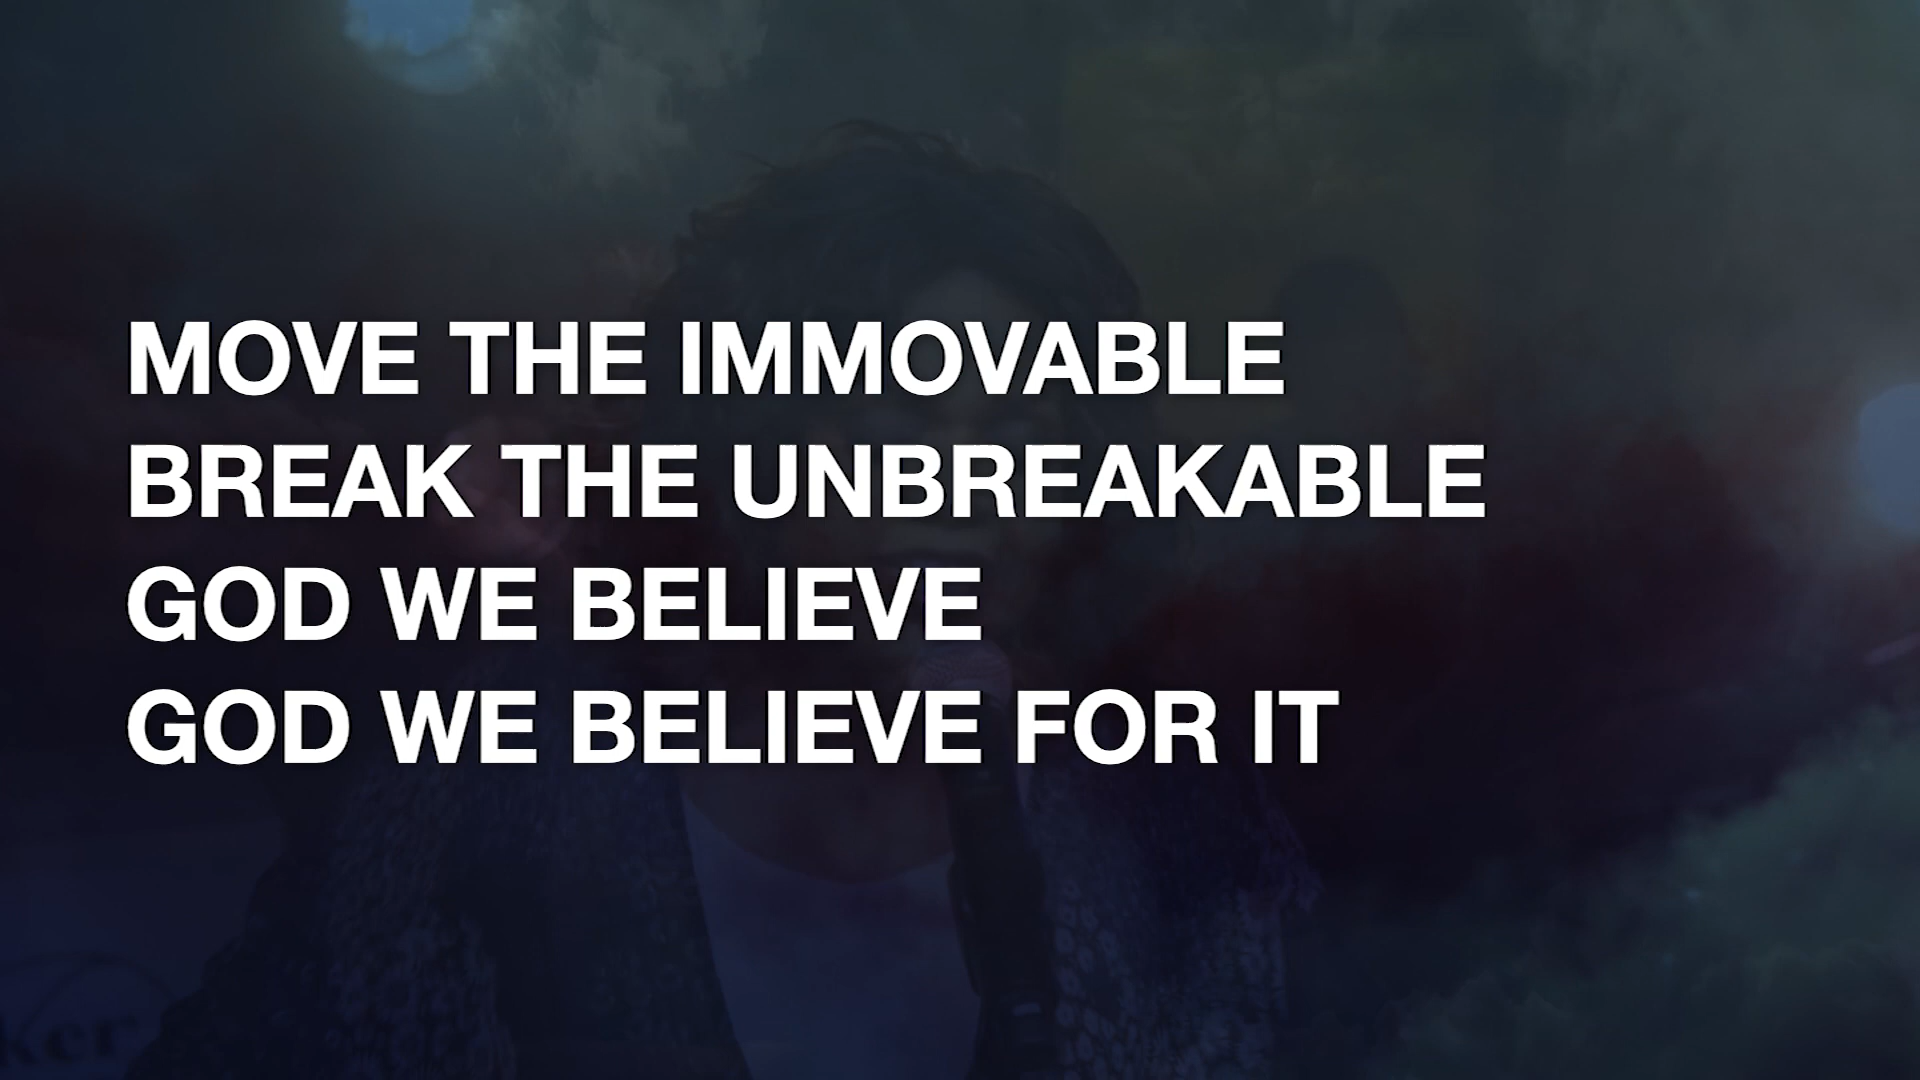 MOVE THE IMMOVABLE
BREAK THE UNBREAKABLE
GOD WE BELIEVE
GOD WE BELIEVE FOR IT